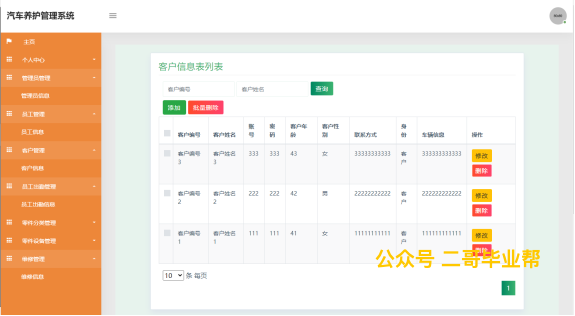 汽车养护管理系统
主页
个人中心
管理员管理
管理员信息
员工管理
员工信息
客户管理
客户信息
员工出勤管理
员工出勤信息
零件分类管理
零件设备管理
维修管理
维修信息
客户信息表列表
客户编号 客户姓名 查询
添加 批量删除
客户编号 客户姓名 账号 密码 客户年龄 客户性别 联系方式 身份 车辆信息 操作
客户编号3 客户姓名3 333 333 43 女 33333333333 客户 333333333333 修改 删除
客户编号2 客户姓名2 222 222 42 男 22222222222 客户 222222222222 修改 删除
客户编号1 客户姓名1 111 111 41 女 11111111111 客户 111111111111 修改 删除
公众号 二哥毕业帮
10 条 每页
1